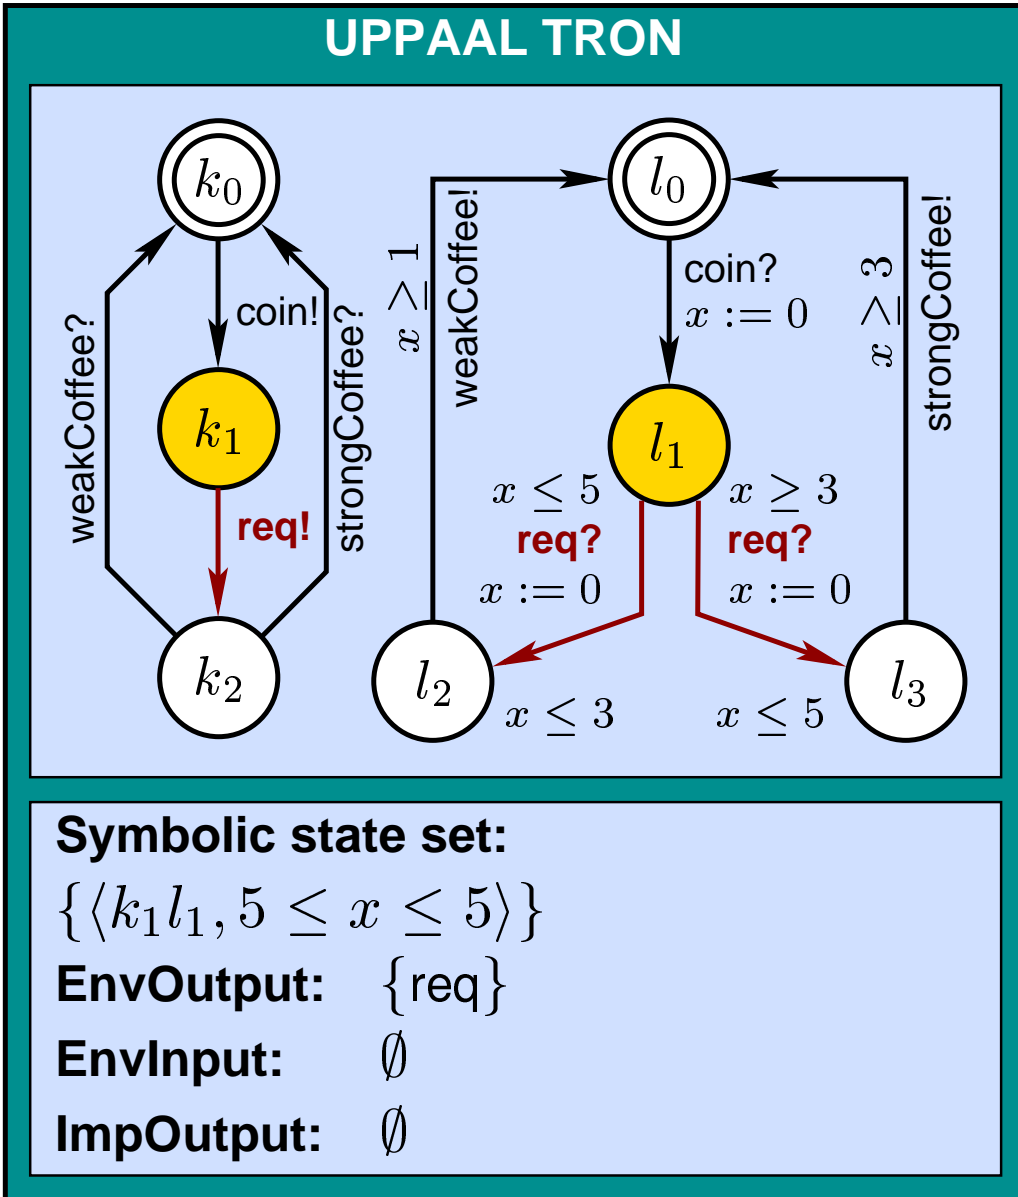 UPPAAL TRON
k₀
coin!
weakCoffee?
strongCoffee?
k₁
req!
k₂
l₀
x ≥ 1
weakCoffee!
coin?
x := 0
x ≥ 3
strongCoffee!
l₁
x ≤ 5
req?
x := 0
x ≥ 3
req?
x := 0
l₂
x ≤ 3
l₃
x ≤ 5
Symbolic state set:
{⟨k₁l₁, 5 ≤ x ≤ 5⟩}
EnvOutput: {req}
EnvInput: ∅
ImpOutput: ∅